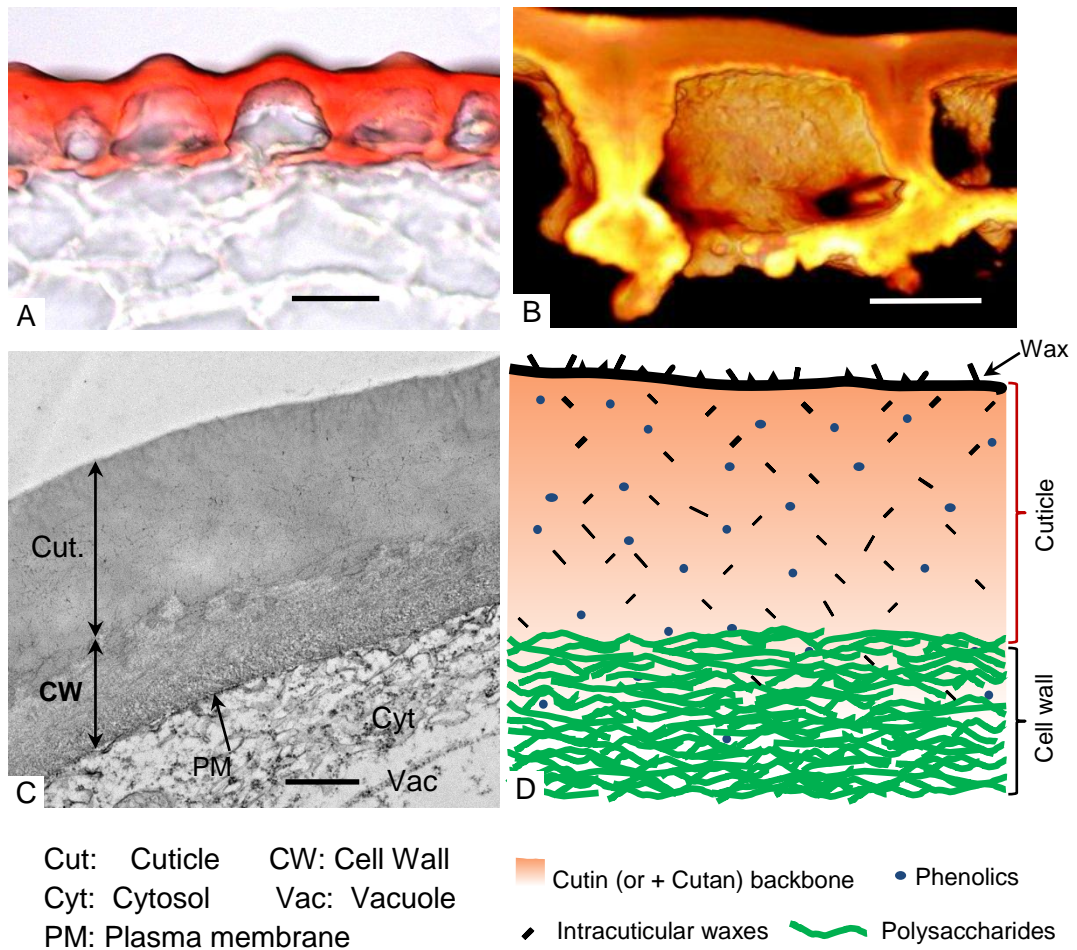 A
B
Cut.
CW
PM
Cyt
Vac
C
Wax
Cuticle
Cell wall
D
Cut: Cuticle CW: Cell Wall
Cyt: Cytosol Vac: Vacuole
PM: Plasma membrane
Cutin (or + Cutan) backbone Phenolics
Intracuticular waxes Polysaccharides